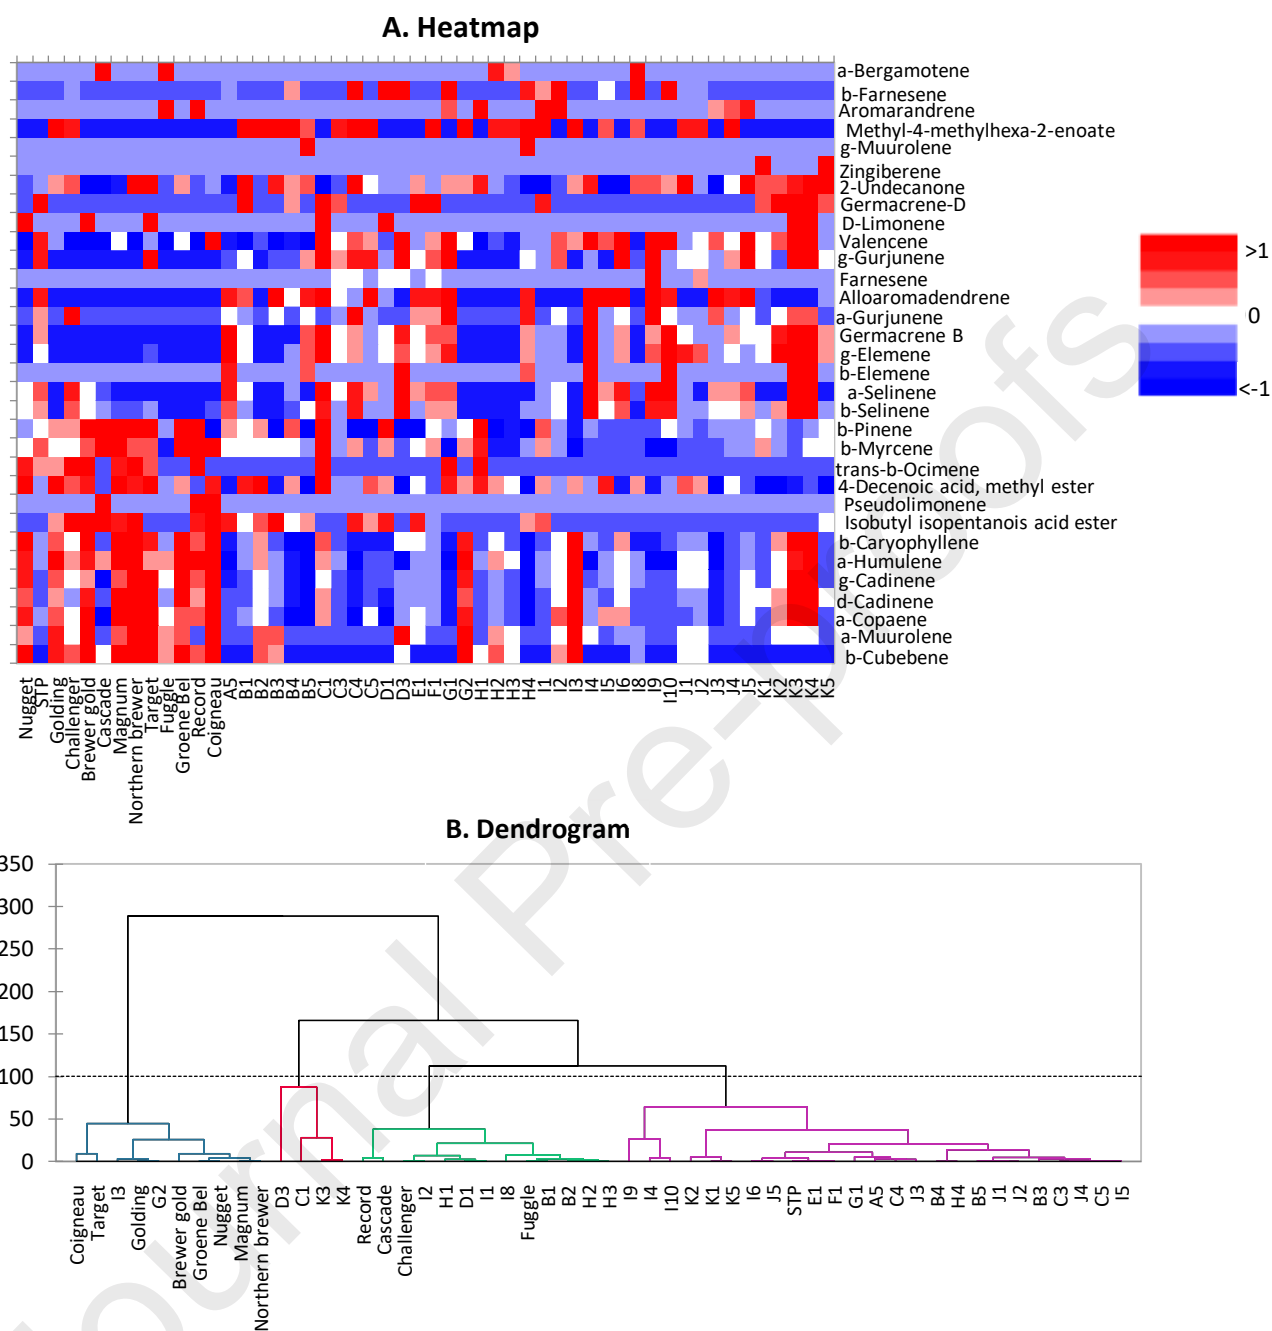 A. Heatmap
a-Bergamotene
b-Farnesene
Aromarandrene
Methyl-4-methylhexa-2-enoate
g-Muurolene
Zingiberene
2-Undecanone
Germacrene-D
D-Limonene
Valencene
g-Gurjunene
Farnesene
Alloaromadendrene
a-Gurjunene
Germacrene B
g-Elemene
b-Elemene
a-Selinene
b-Selinene
b-Pinene
b-Myrcene
trans-b-Ocimene
4-Decenoic acid, methyl ester
Pseudolimonene
Isobutyl isopentanois acid ester
b-Caryophyllene
a-Humulene
g-Cadinene
d-Cadinene
a-Copaene
a-Muurolene
b-Cubebene
>1
0
<-1
Nugget
STP
Golding
Challenger
Brewer gold
Cascade
Magnum
Northern brewer
Target
Fuggle
Groene Bel
Record
Coigneau
A5
B1
B2
B3
B4
B5
C1
C3
C4
C5
D1
D3
E1
F1
G1
G2
H1
H2
H3
H4
I1
I2
I3
I4
I5
I6
I8
I9
I10
J1
J2
J3
J4
J5
K1
K2
K3
K4
K5
B. Dendrogram
350
300
250
200
150
100
50
0
Coigneau
Target
I3
Golding
G2
Brewer gold
Groene Bel
Nugget
Magnum
Northern brewer
D3
C1
K3
K4
Record
Cascade
Challenger
I2
H1
D1
I1
I8
Fuggle
B1
B2
H2
H3
I9
I4
I10
K2
K1
K5
I6
J5
STP
E1
F1
G1
A5
C4
J3
B4
H4
B5
J1
J2
B3
C3
J4
C5
I5
Journal Pre-proofs